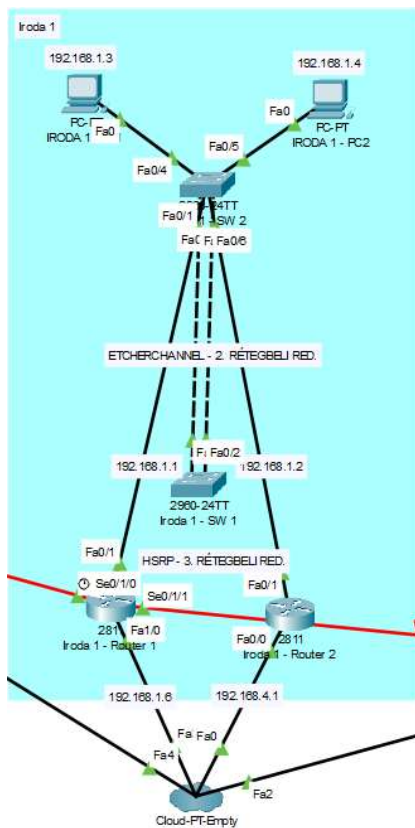 Iroda 1
192.168.1.3
192.168.1.4
Fa0
Fa0
PC-PT
IRODA 1
IRODA 1 - PC2
Fa0/4
Fa0/5
24TT
Fa0/1
SW 2
Fa0/6
ETCHERCHANNEL - 2. RÉTEGBELI RED.
Fa0/2
192.168.1.1
192.168.1.2
2960-24TT
Iroda 1 - SW 1
Fa0/1
HSRP - 3. RÉTEGBELI RED.
Se0/1/0
Fa0/1
Se0/1/1
Fa1/0
Fa0/0
2811
Iroda 1 - Router 1
Iroda 1 - Router 2
192.168.1.6
192.168.4.1
Fa0
Fa4
Fa2
Cloud-PT-Empty